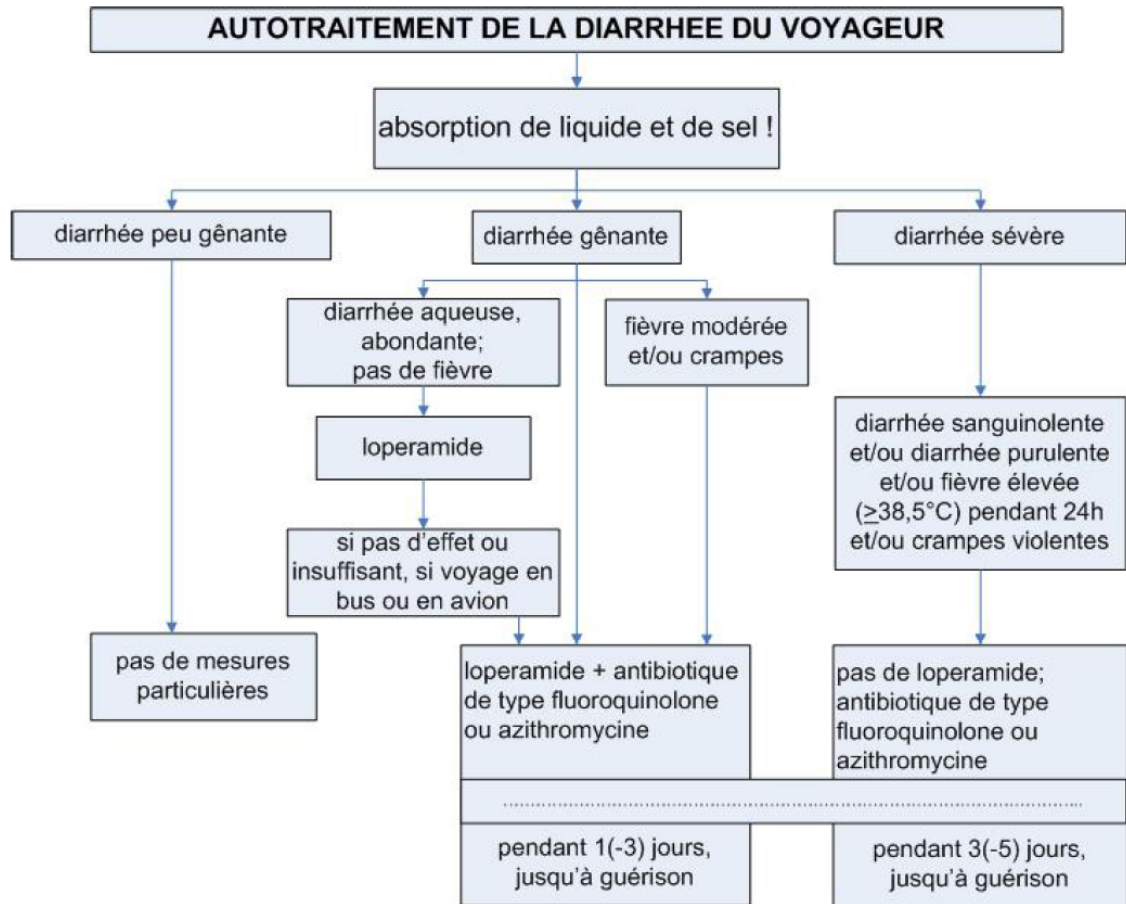 AUTOTRAITEMENT DE LA DIARRHEE DU VOYAGEUR
absorption de liquide et de sel !
diarrhée peu gênante
diarrhée gênante
diarrhée sévère
diarrhée aqueuse,
abondante;
pas de fièvre
fièvre modérée
et/ou crampes
loperamide
diarrhée sanguinolente
et/ou diarrhée purulente
et/ou fièvre élevée
(≥38,5°C) pendant 24h
et/ou crampes violentes
si pas d'effet ou
insuffisant, si voyage en
bus ou en avion
pas de mesures
particulières
loperamide + antibiotique
de type fluoroquinolone
ou azithromycine
pas de loperamide;
antibiotique de type
fluoroquinolone ou
azithromycine
................................................................................................
pendant 1(-3) jours,
jusqu'à guérison
pendant 3(-5) jours,
jusqu'à guérison